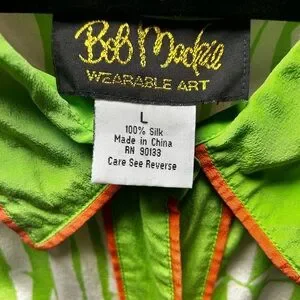 Bob Mackie
WEARABLE ART
L
100% Silk
Made in China
RN 90133
Care See Reverse